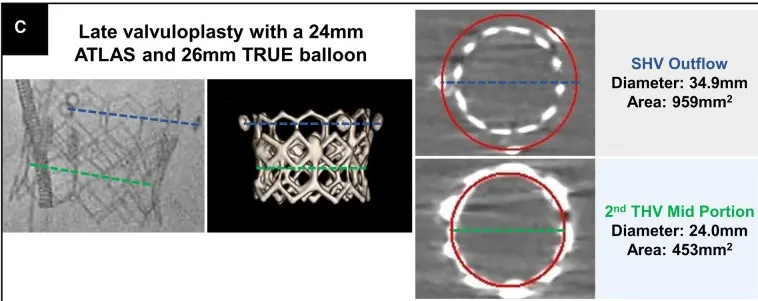 C
Late valvuloplasty with a 24mm
ATLAS and 26mm TRUE balloon
SHV Outflow
Diameter: 34.9mm
Area: 959mm²
2nd THV Mid Portion
Diameter: 24.0mm
Area: 453mm²